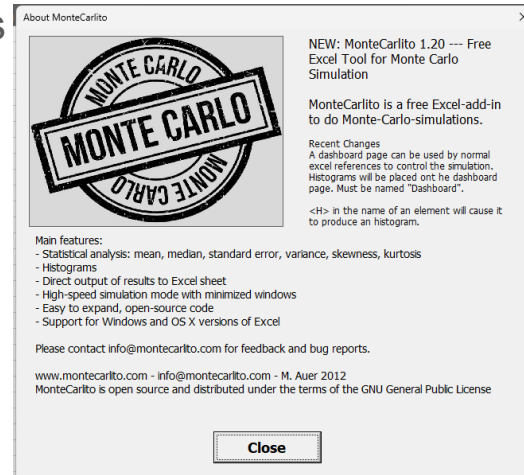 s
About MonteCarlito
MONTE CARLO
MONTE CARLO
MONTE CARLO
NEW: MonteCarlito 1.20 --- Free
Excel Tool for Monte Carlo
Simulation
MonteCarlito is a free Excel-add-in
to do Monte-Carlo-simulations.
Recent Changes
A dashboard page can be used by normal
excel references to control the simulation.
Histograms will be placed ont he dashboard
page. Must be named "Dashboard".
<H> in the name of an element will cause it
to produce an histogram.
Main features:
- Statistical analysis: mean, median, standard error, variance, skewness, kurtosis
- Histograms
- Direct output of results to Excel sheet
- High-speed simulation mode with minimized windows
- Easy to expand, open-source code
- Support for Windows and OS X versions of Excel
Please contact info@montecarlito.com for feedback and bug reports.
www.montecarlito.com - info@montecarlito.com - M. Auer 2012
MonteCarlito is open source and distributed under the terms of the GNU General Public License
Close